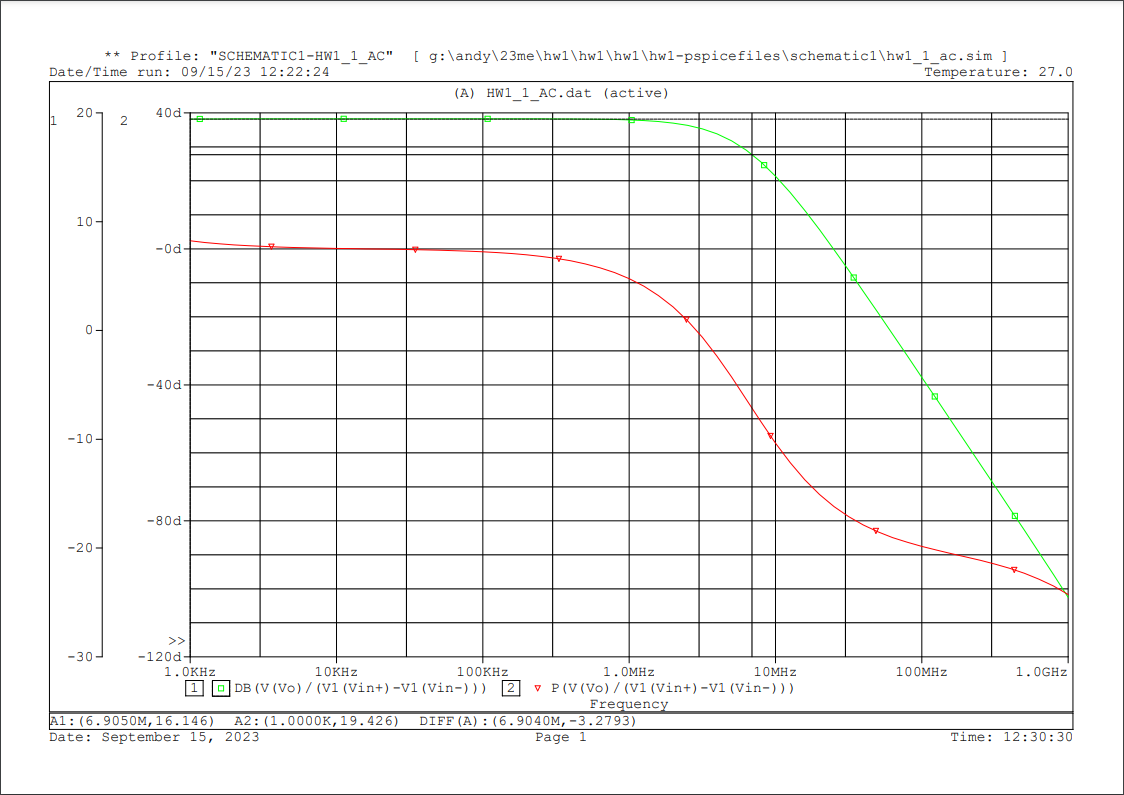 ** Profile: "SCHEMATIC1-HW1_1_AC"  [ g:\andy\23me\hw1\hw1\hw1\hw1-pspicefiles\schematic1\hw1_1_ac.sim ]
Date/Time run: 09/15/23 12:22:24 Temperature: 27.0
(A) HW1_1_AC.dat (active)
1 20 2 40d
10
-0d
0
-40d
-10
-80d
-20
>>
-30 -120d
1.0KHz 10KHz 100KHz 1.0MHz 10MHz 100MHz 1.0GHz
1 DB(V(Vo)/(V1(Vin+)-V1(Vin-))) 2 P(V(Vo)/(V1(Vin+)-V1(Vin-)))
Frequency
A1:(6.9050M,16.146) A2:(1.0000K,19.426) DIFF(A):(6.9040M,-3.2793)
Date: September 15, 2023 Page 1 Time: 12:30:30